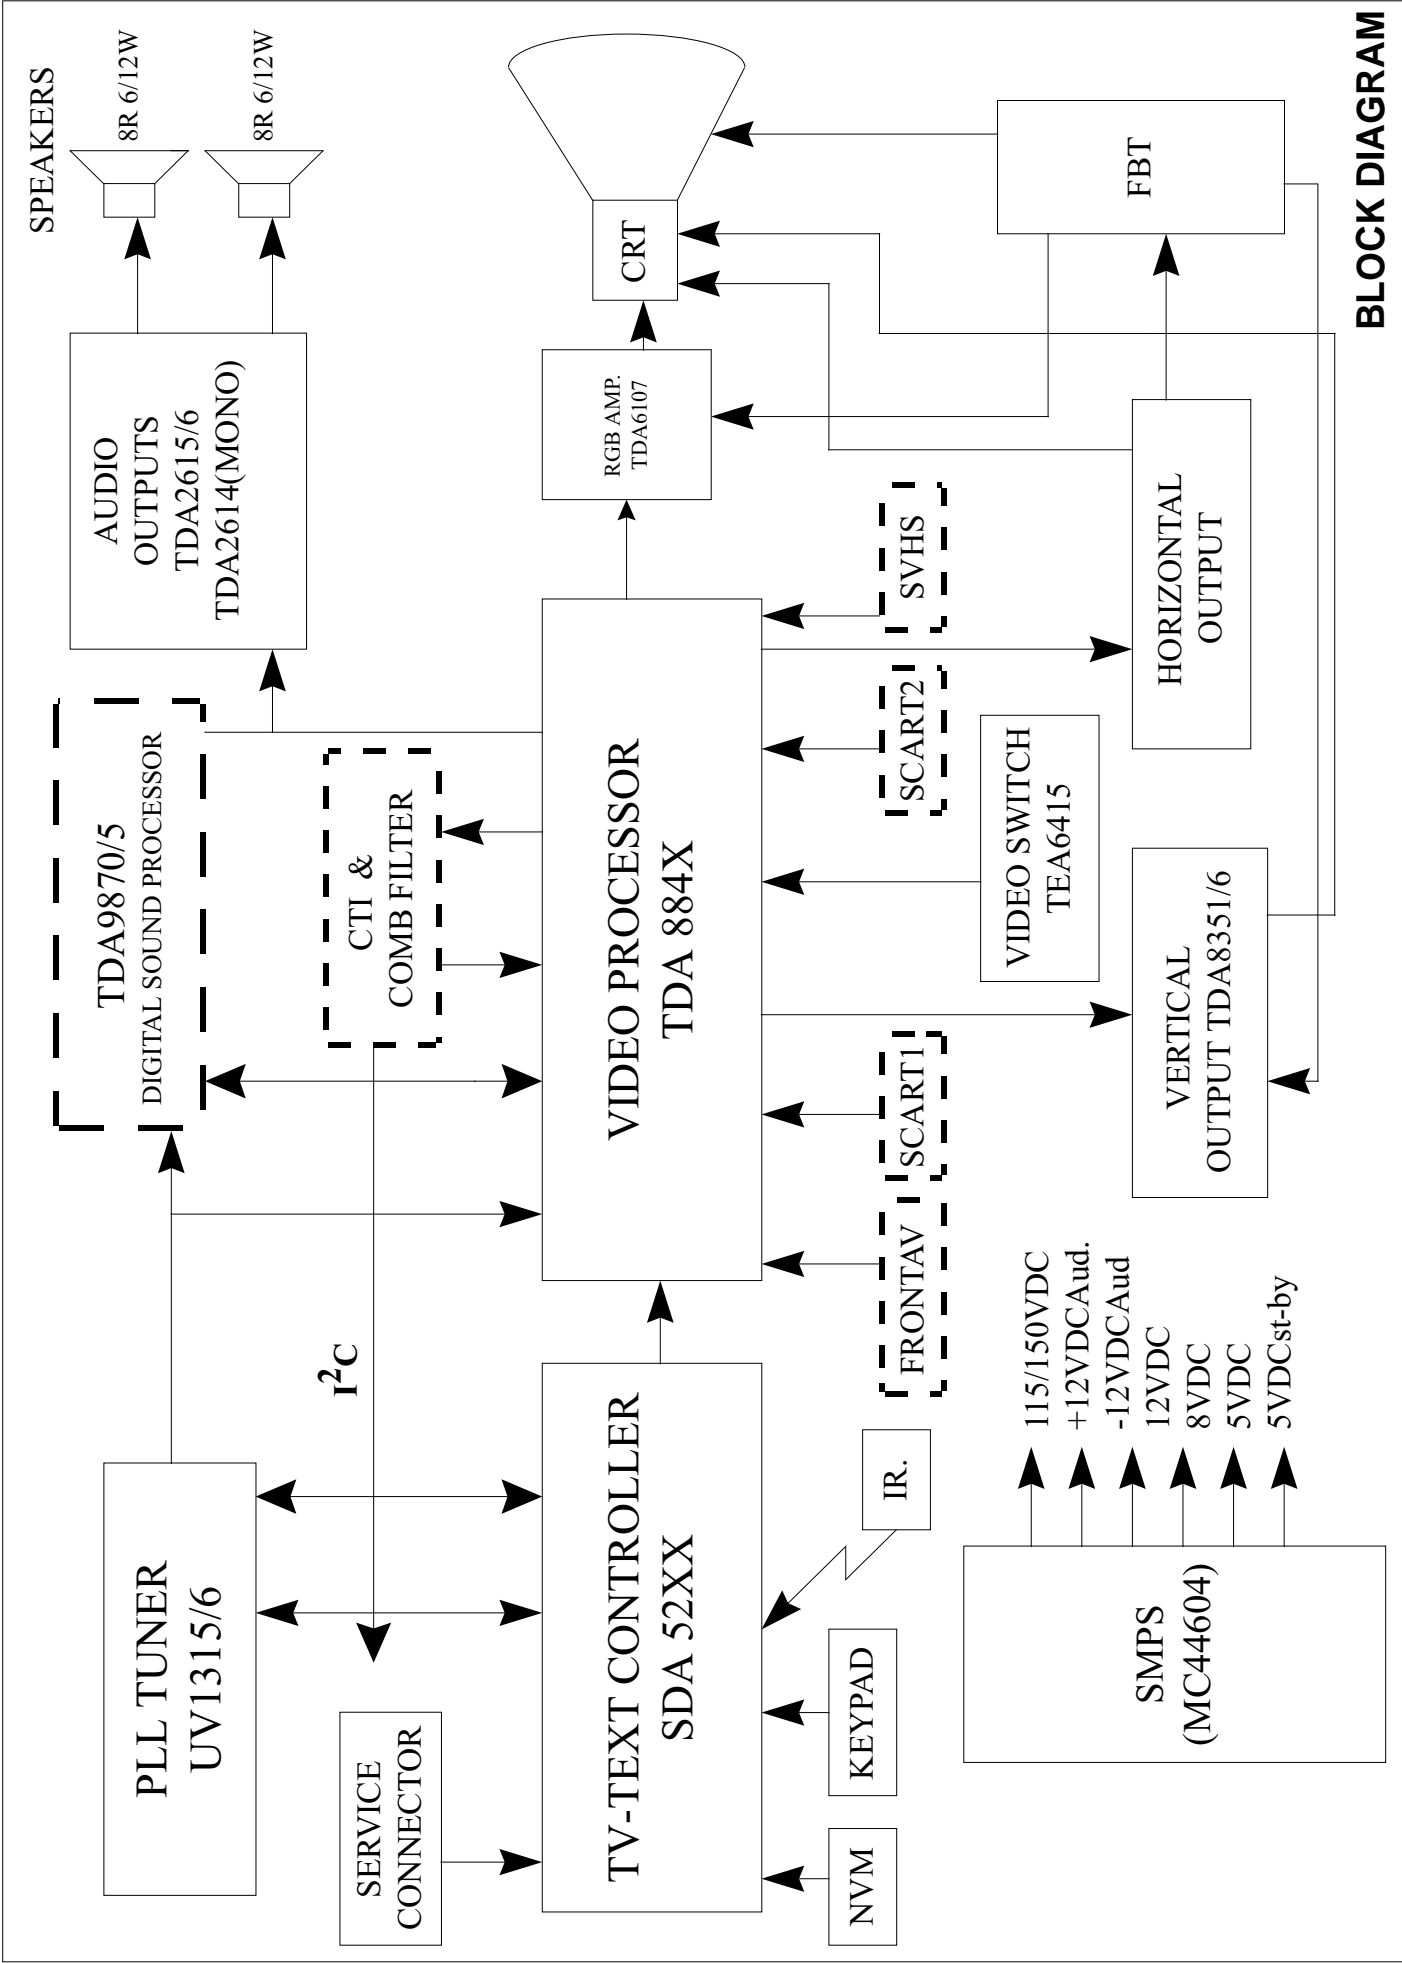 SPEAKERS
8R 6/12W
8R 6/12W
AUDIO
OUTPUTS
TDA2615/6
TDA2614(MONO)
TDA9870/5
DIGITAL SOUND PROCESSOR
PLL TUNER
UV1315/6
I²C
CTI &
COMB FILTER
SERVICE
CONNECTOR
TV-TEXT CONTROLLER
SDA 52XX
VIDEO PROCESSOR
TDA 884X
RGB AMP.
TDA6107
CRT
NVM
KEYPAD
IR.
FRONTAV
SCART1
SCART2
SVHS
VIDEO SWITCH
TEA6415
VERTICAL
OUTPUT TDA8351/6
HORIZONTAL
OUTPUT
FBT
SMPS
(MC44604)
115/150VDC
+12VDCAud.
-12VDCAud
12VDC
8VDC
5VDC
5VDCst-by
BLOCK DIAGRAM